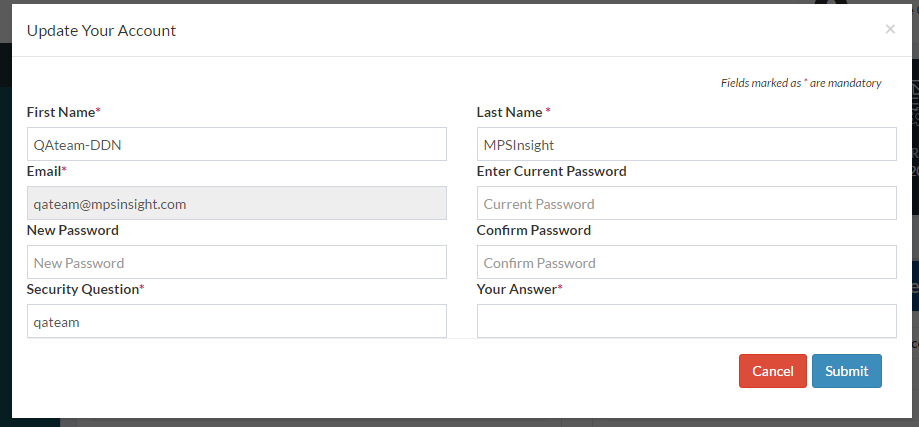 Update Your Account ×
Fields marked as * are mandatory
First Name* Last Name *
QAteam-DDN MPSInsight
Email* Enter Current Password
qateam@mpsinsight.com Current Password
New Password Confirm Password
New Password Confirm Password
Security Question* Your Answer*
qateam
Cancel Submit